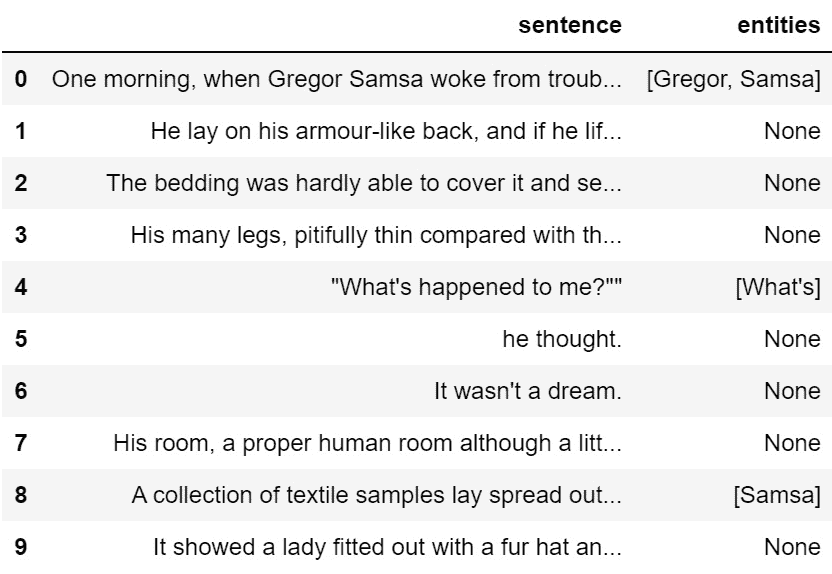 sentence entities
0 One morning, when Gregor Samsa woke from troub... [Gregor, Samsa]
1 He lay on his armour-like back, and if he lif... None
2 The bedding was hardly able to cover it and se... None
3 His many legs, pitifully thin compared with th... None
4 "What's happened to me?"" [What's]
5 he thought. None
6 It wasn't a dream. None
7 His room, a proper human room although a litt... None
8 A collection of textile samples lay spread out... [Samsa]
9 It showed a lady fitted out with a fur hat an... None